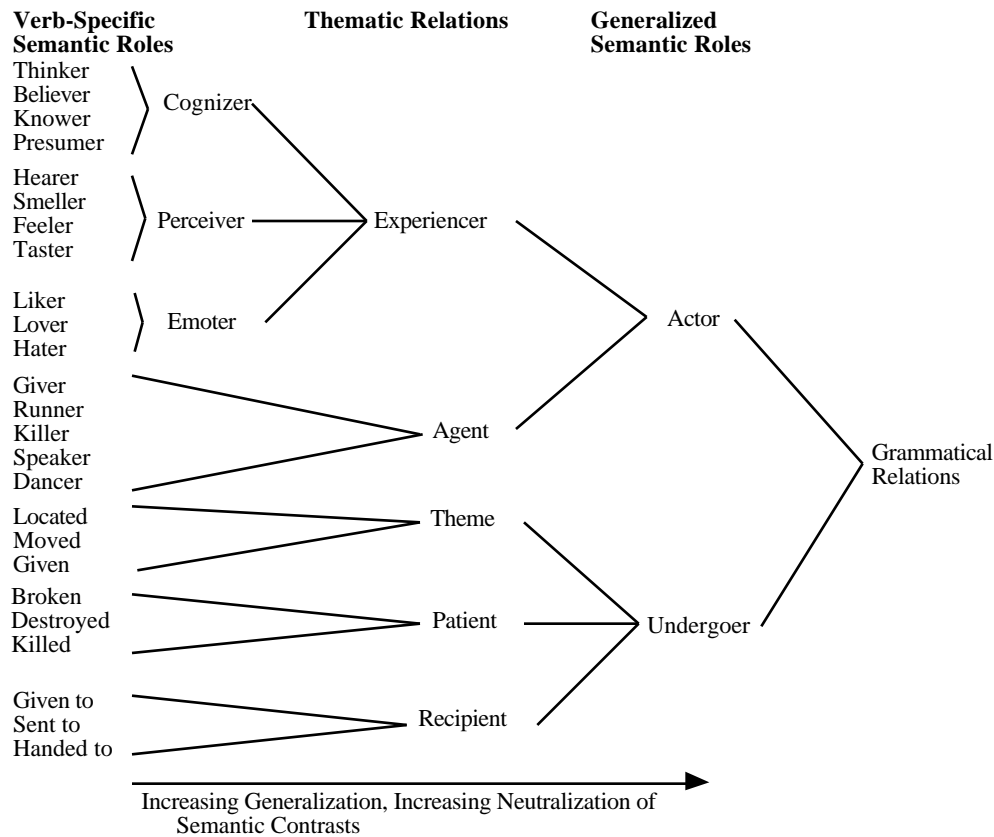 Verb-Specific
Semantic Roles
Thematic Relations
Generalized
Semantic Roles
Thinker
Believer
Knower
Presumer
Cognizer
Hearer
Smeller
Feeler
Taster
Perceiver
Experiencer
Liker
Lover
Hater
Emoter
Actor
Giver
Runner
Killer
Speaker
Dancer
Agent
Grammatical
Relations
Located
Moved
Given
Theme
Broken
Destroyed
Killed
Patient
Undergoer
Given to
Sent to
Handed to
Recipient
Increasing Generalization, Increasing Neutralization of
Semantic Contrasts